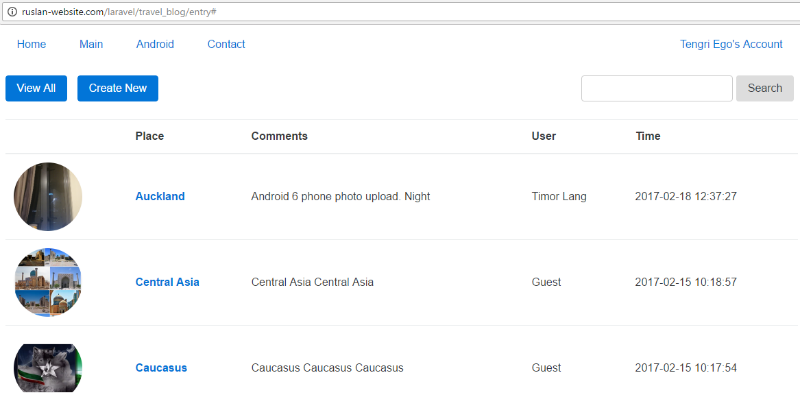 ruslan-website.com/laravel/travel_blog/entry#
Home Main Android Contact Tengri Ego's Account
View All Create New Search
Place Comments User Time
Auckland Android 6 phone photo upload. Night Timor Lang 2017-02-18 12:37:27
Central Asia Central Asia Central Asia Guest 2017-02-15 10:18:57
Caucasus Caucasus Caucasus Caucasus Guest 2017-02-15 10:17:54